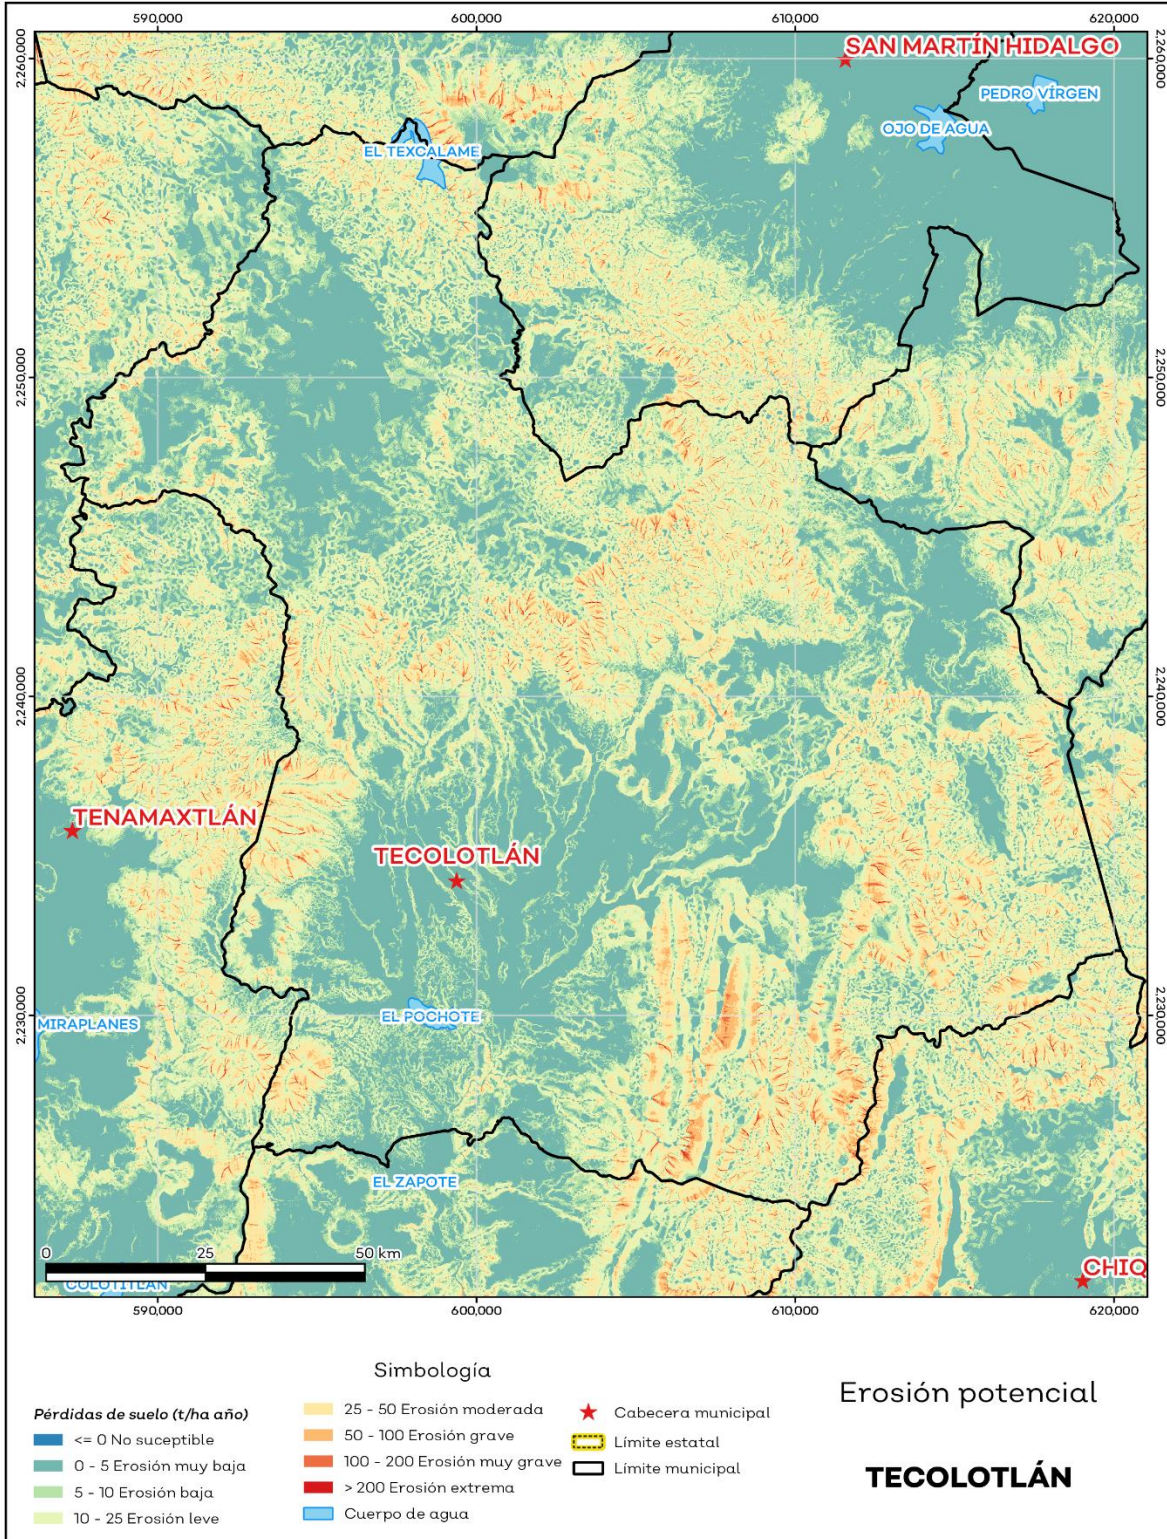 590,000
600,000
610,000
620,000
2,260,000
2,260,000
SAN MARTÍN HIDALGO
PEDRO VÍRGEN
OJO DE AGUA
EL TEXCALAME
2,250,000
2,250,000
2,240,000
2,240,000
TENAMAXTLÁN
TECOLOTLÁN
2,230,000
2,230,000
MIRAPLANES
EL POCHOTE
EL ZAPOTE
0
25
50 km
COLOTITLÁN
CHIQ
590,000
600,000
610,000
620,000
Simbología
Pérdidas de suelo (t/ha año)
<= 0 No suceptible
0 - 5 Erosión muy baja
5 - 10 Erosión baja
10 - 25 Erosión leve
25 - 50 Erosión moderada
50 - 100 Erosión grave
100 - 200 Erosión muy grave
> 200 Erosión extrema
Cuerpo de agua
Cabecera municipal
Límite estatal
Límite municipal
Erosión potencial
TECOLOTLÁN